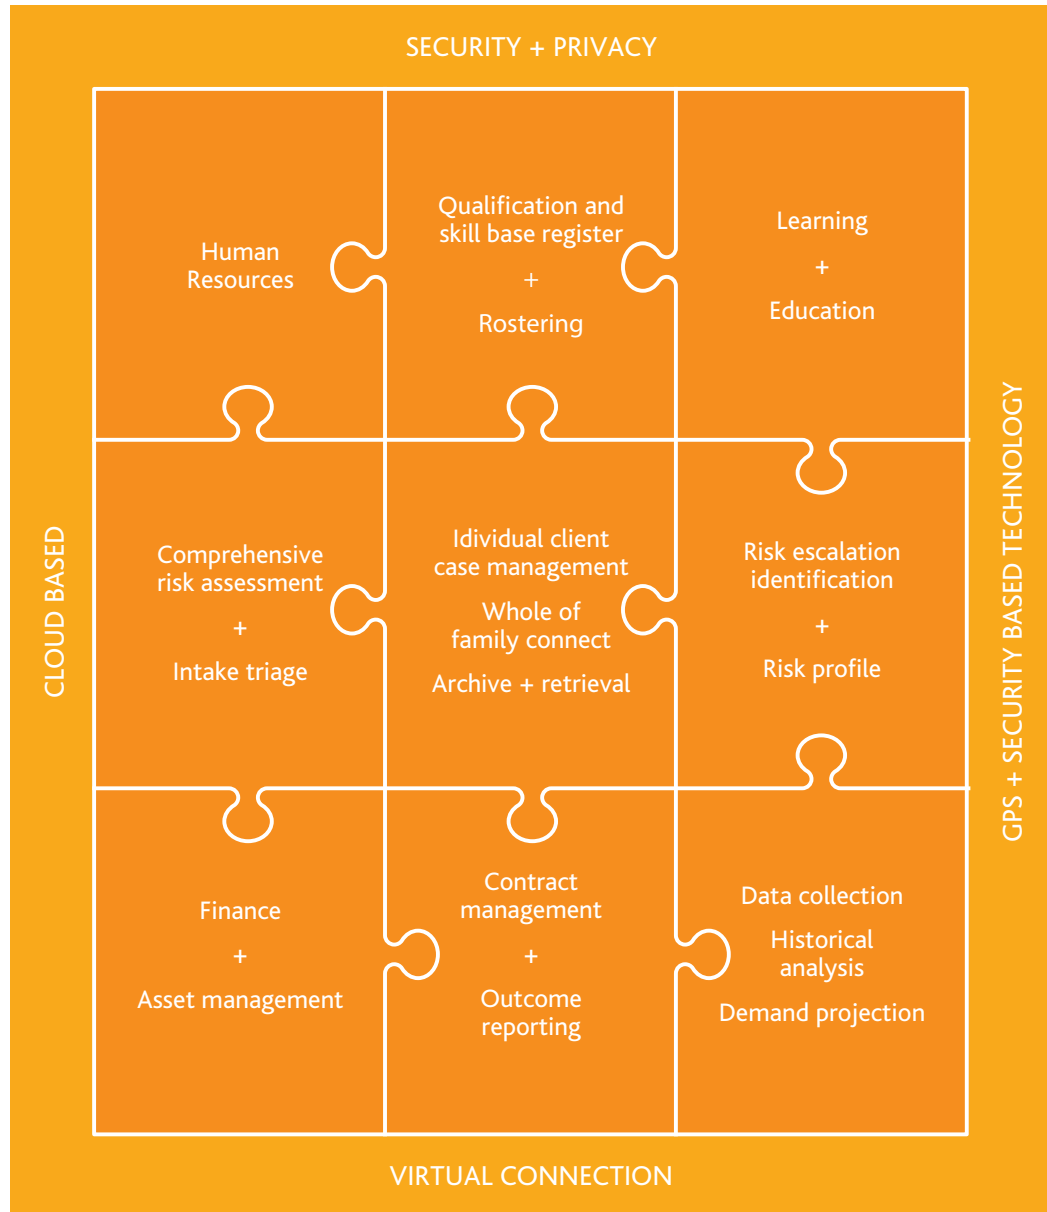 SECURITY + PRIVACY
Human
Resources
Qualification and
skill base register
+
Rostering
Learning
+
Education
CLOUD BASED
Comprehensive
risk assessment
+
Intake triage
Idividual client
case management
Whole of
family connect
Archive + retrieval
Risk escalation
identification
+
Risk profile
GPS + SECURITY BASED TECHNOLOGY
Finance
+
Asset management
Contract
management
+
Outcome
reporting
Data collection
Historical
analysis
Demand projection
VIRTUAL CONNECTION